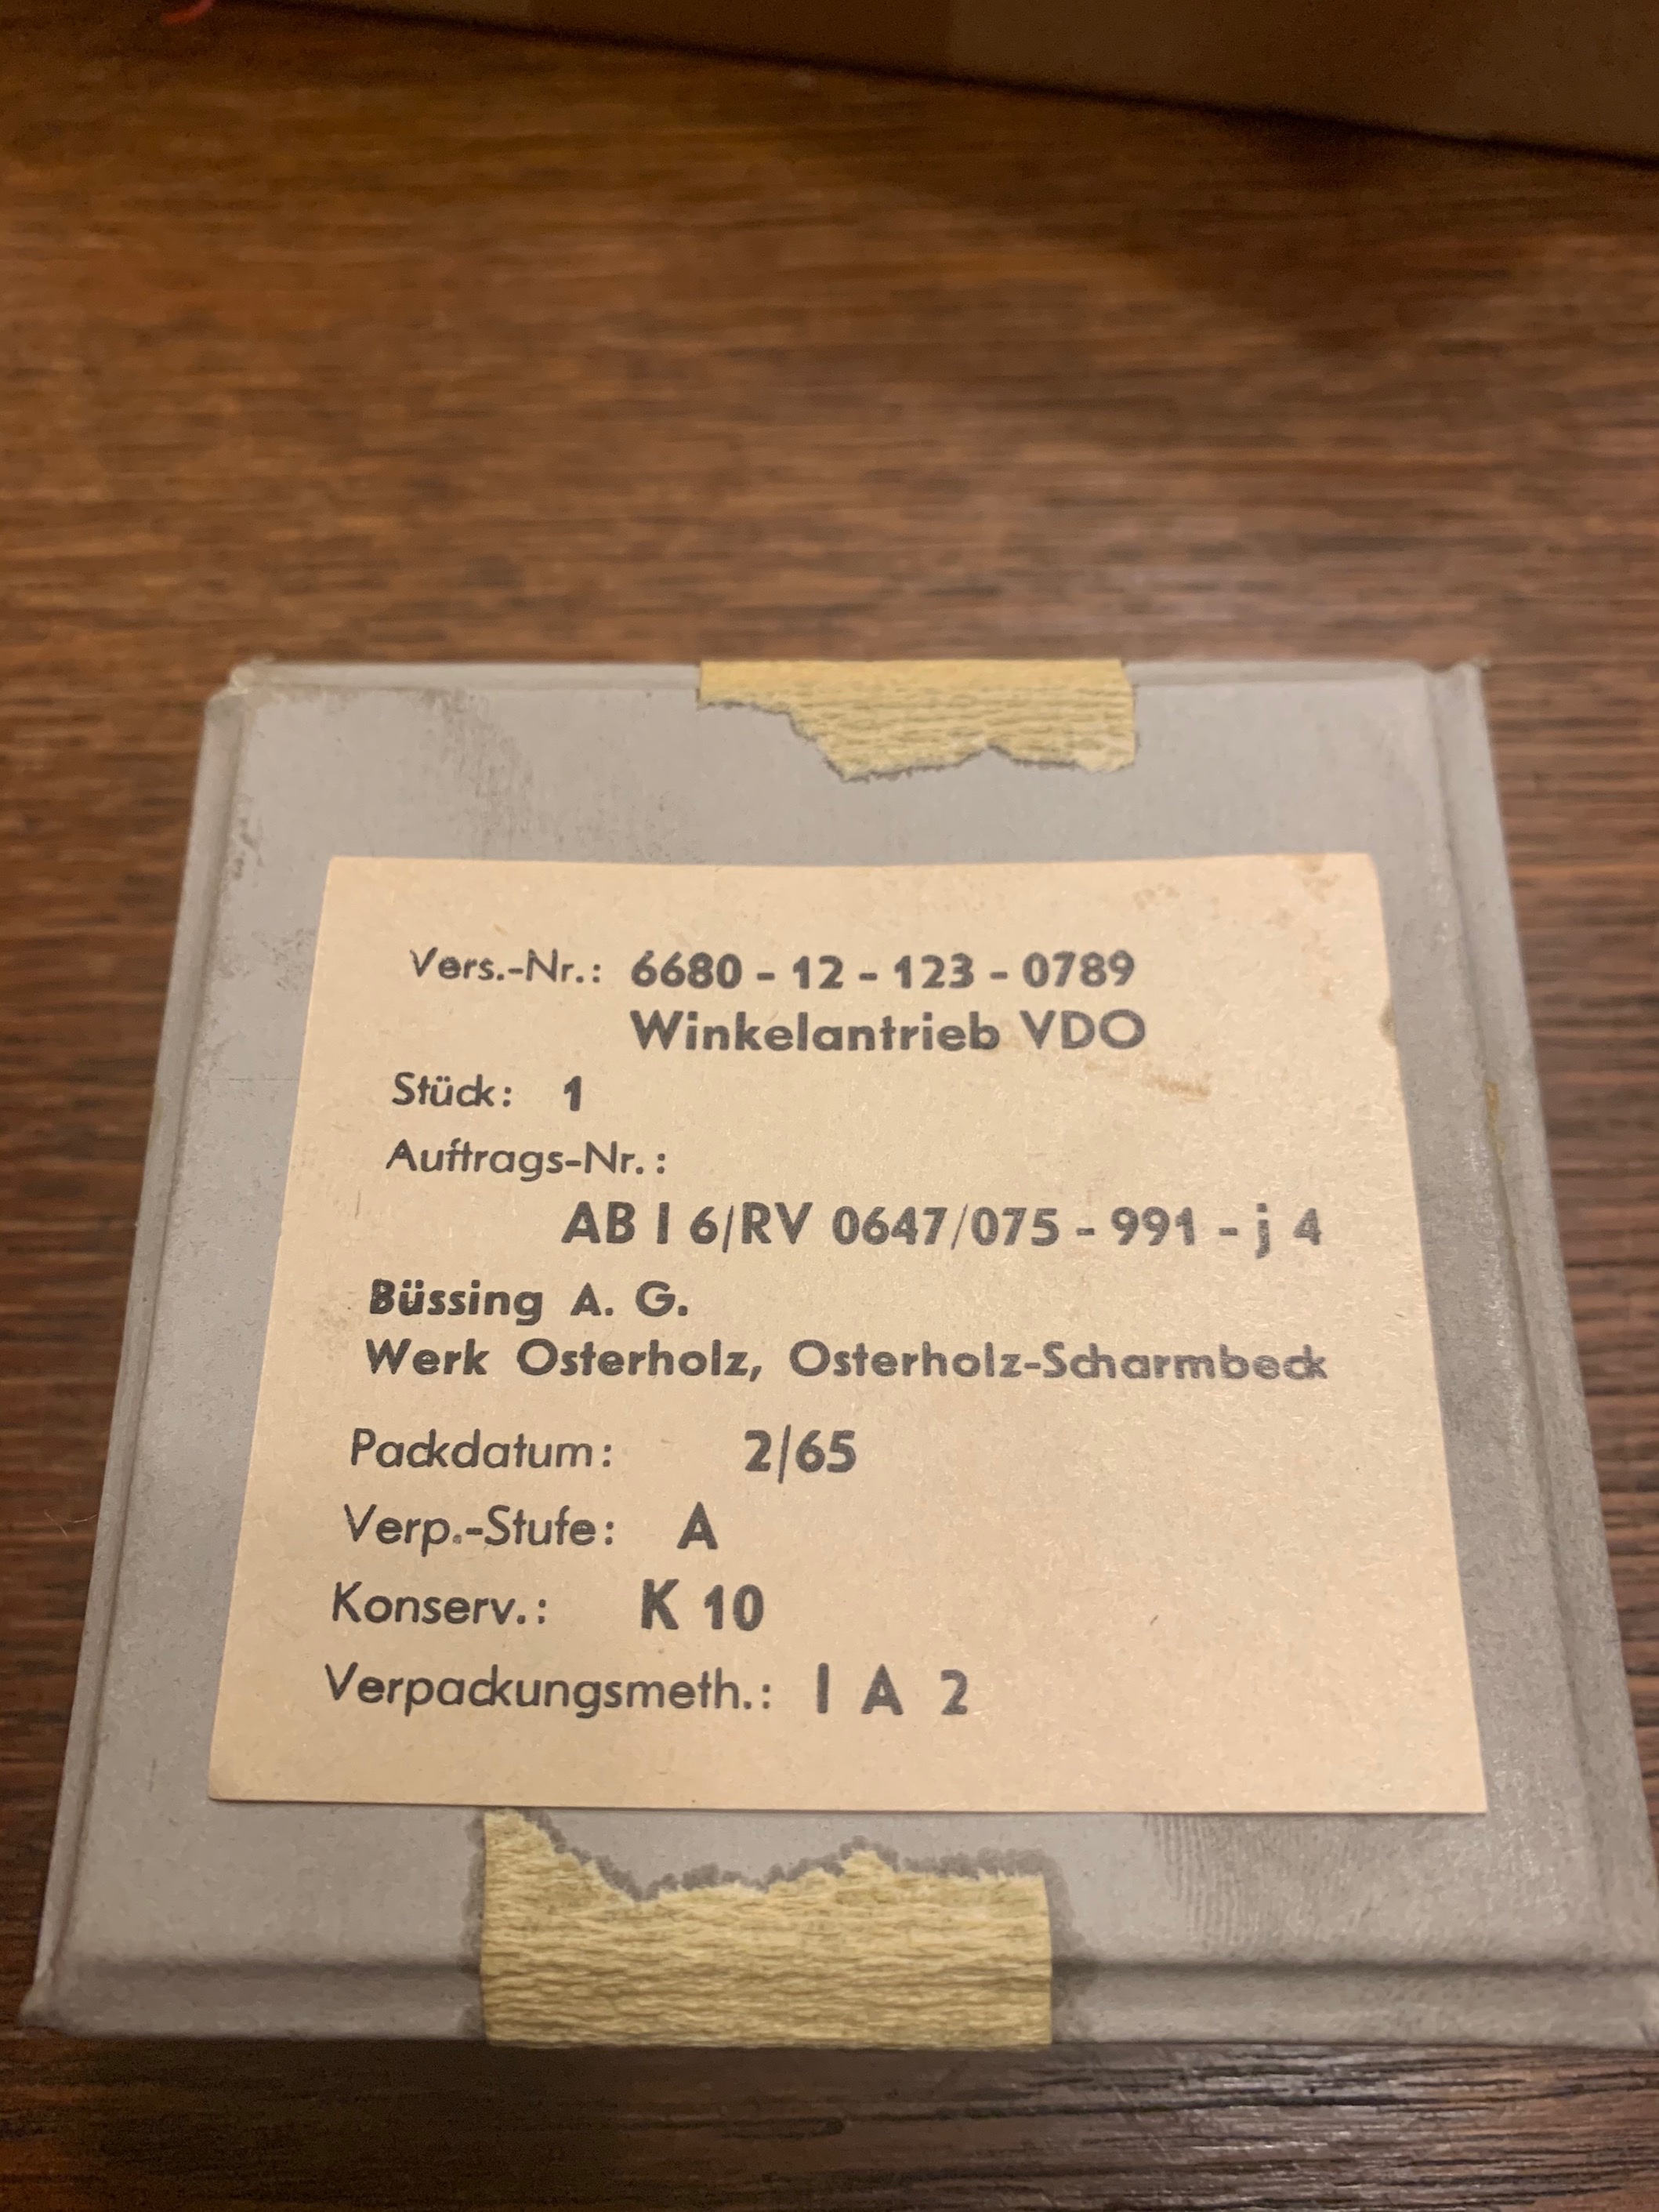 Vers.-Nr.: 6680 - 12 - 123 - 0789
Winkelantrieb VDO
Stück: 1
Auftrags-Nr.:
AB I 6/RV 0647/075 - 991 - j 4
Büssing A. G.
Werk Osterholz, Osterholz-Scharmbeck
Packdatum: 2/65
Verp.-Stufe: A
Konserv.: K 10
Verpackungsmeth.: I A 2